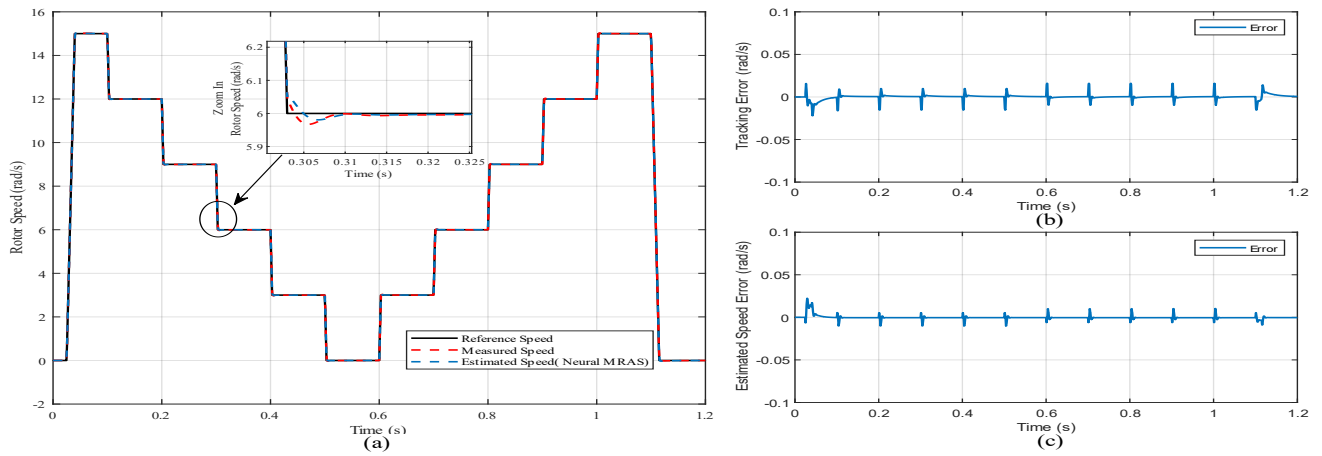 16
14
12
10
8
6
4
2
0
-2
0
0.2
0.4
0.6
0.8
1
1.2
Rotor Speed (rad/s)
Time (s)
(a)
6.2
6.1
6
5.9
0.305
0.31
0.315
0.32
0.325
Zoom In
Rotor Speed (rad/s)
Time (s)
Reference Speed
Measured Speed
Estimated Speed( Neural MRAS)
0.1
0.05
0
-0.05
-0.1
0
0.2
0.4
0.6
0.8
1
1.2
Tracking Error (rad/s)
Error
Time (s)
(b)
0.1
0.05
0
-0.05
-0.1
0
0.2
0.4
0.6
0.8
1
1.2
Estimated Speed Error (rad/s)
Error
Time (s)
(c)